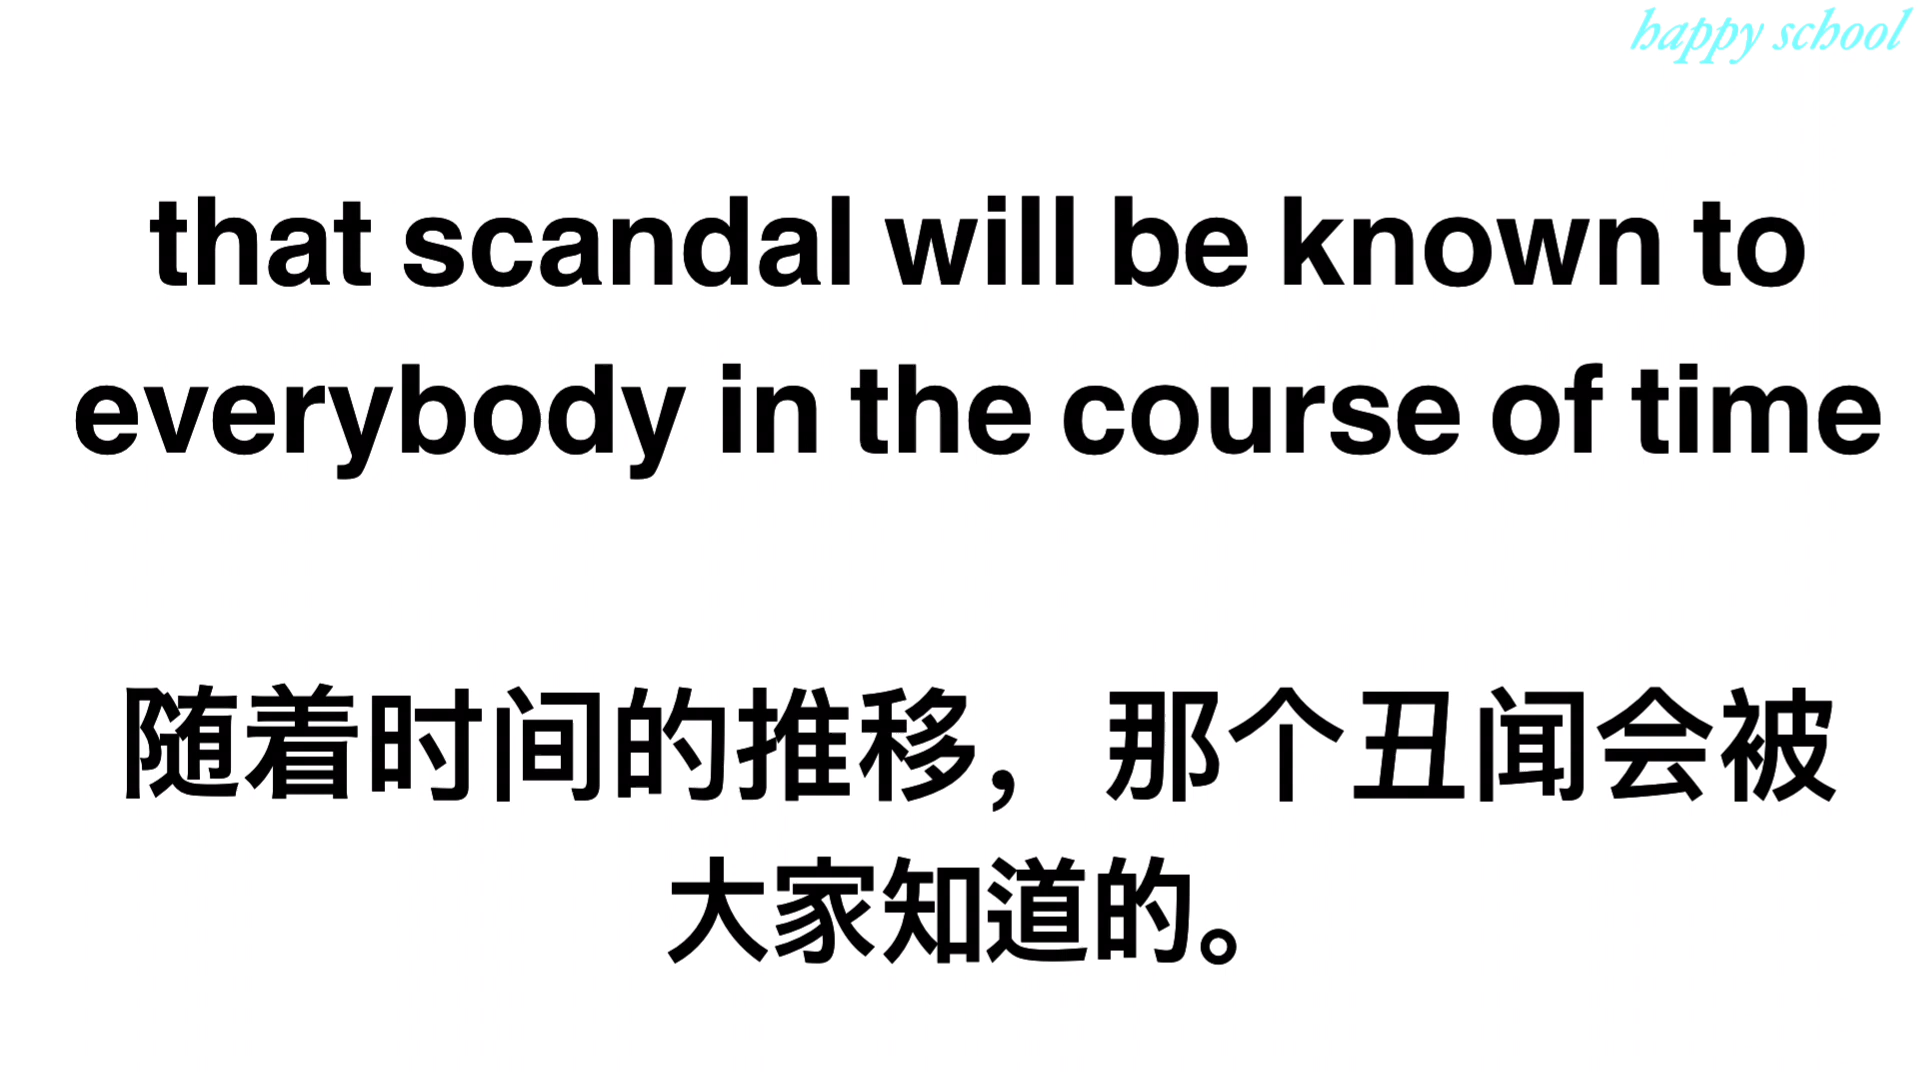 happy school
that scandal will be known to
everybody in the course of time
随着时间的推移，那个丑闻会被
大家知道的。